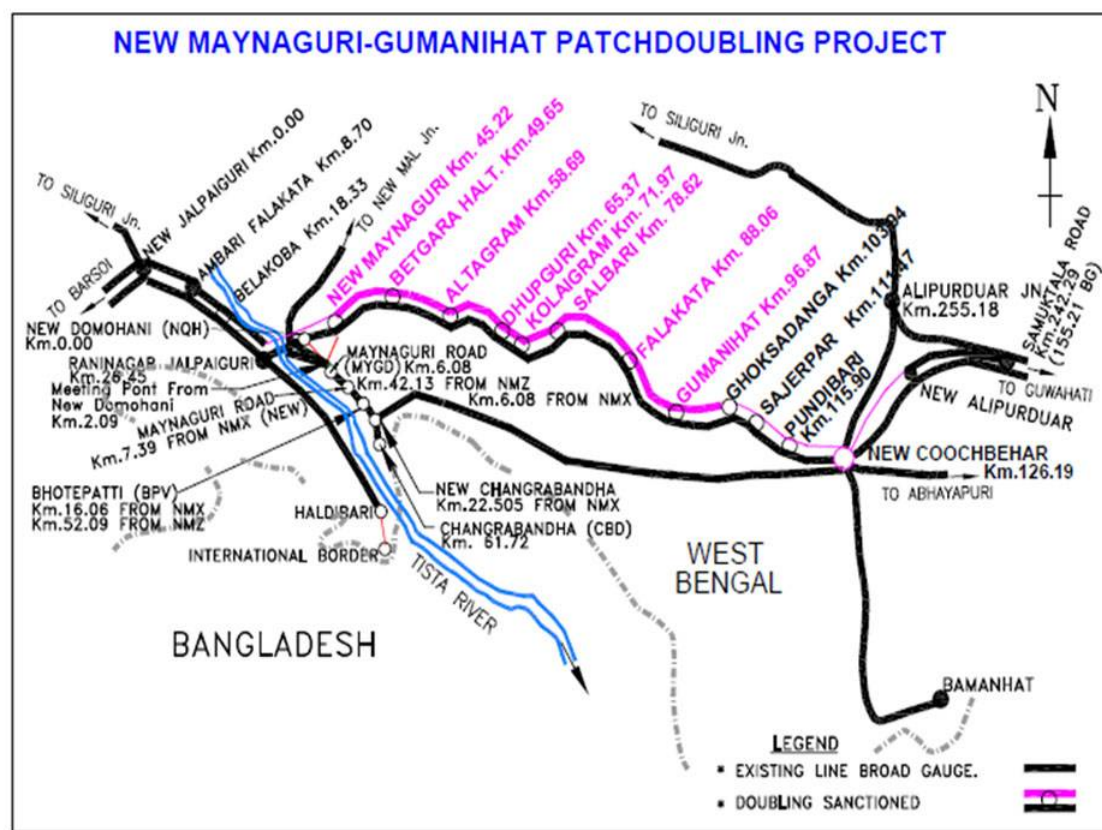 NEW MAYNAGURI-GUMANIHAT PATCHDOUBLING PROJECT
TO SILIGURI Jn.
NEW JALPAIGURI Km.0.00
AMBARI FALAKATA Km.8.70
BELAKOBA Km.18.33
TO NEW MAL Jn.
NEW MAYNAGURI Km. 45.22
BETGARA HALT. Km.49.65
ALTAGRAM Km.58.69
DHUPGURI Km. 65.37
KOLAIGRAM Km. 71.97
SALBARI Km. 78.62
FALAKATA Km. 88.06
GUMANIHAT Km.96.87
GHOKSADANGA Km.103.94
SAJERPAR Km.111.47
PUNDIBARI
Km.115.90
TO SILIGURI Jn.
N
ALIPURDUAR JN.
Km.255.18
SAMUKTALA ROAD
Km.242.29
(155.21 BG)
TO GUWAHATI
NEW ALIPURDUAR
NEW COOCHBEHAR
Km.126.19
TO ABHAYAPURI
TO BARSOI
NEW DOMOHANI (NQH)
Km.0.00
RANINAGAR JALPAIGURI
Km.26.45
Meeting Pont From
New Domohani
Km.2.09
MAYNAGURI ROAD
Km.7.39 FROM NMX (NEW)
MAYNAGURI ROAD
(MYGD) Km.6.08
Km.42.13 FROM NMZ
Km.6.08 FROM NMX
BHOTEPATTI (BPV)
Km.16.06 FROM NMX
Km.52.09 FROM NMZ
HALDIBARI
INTERNATIONAL BORDER
NEW CHANGRABANDHA
Km.22.505 FROM NMX
CHANGRABANDHA (CBD)
Km. 61.72
TISTA RIVER
WEST
BENGAL
BANGLADESH
BAMANHAT
LEGEND
EXISTING LINE BROAD GAUGE.
DOUBLING SANCTIONED